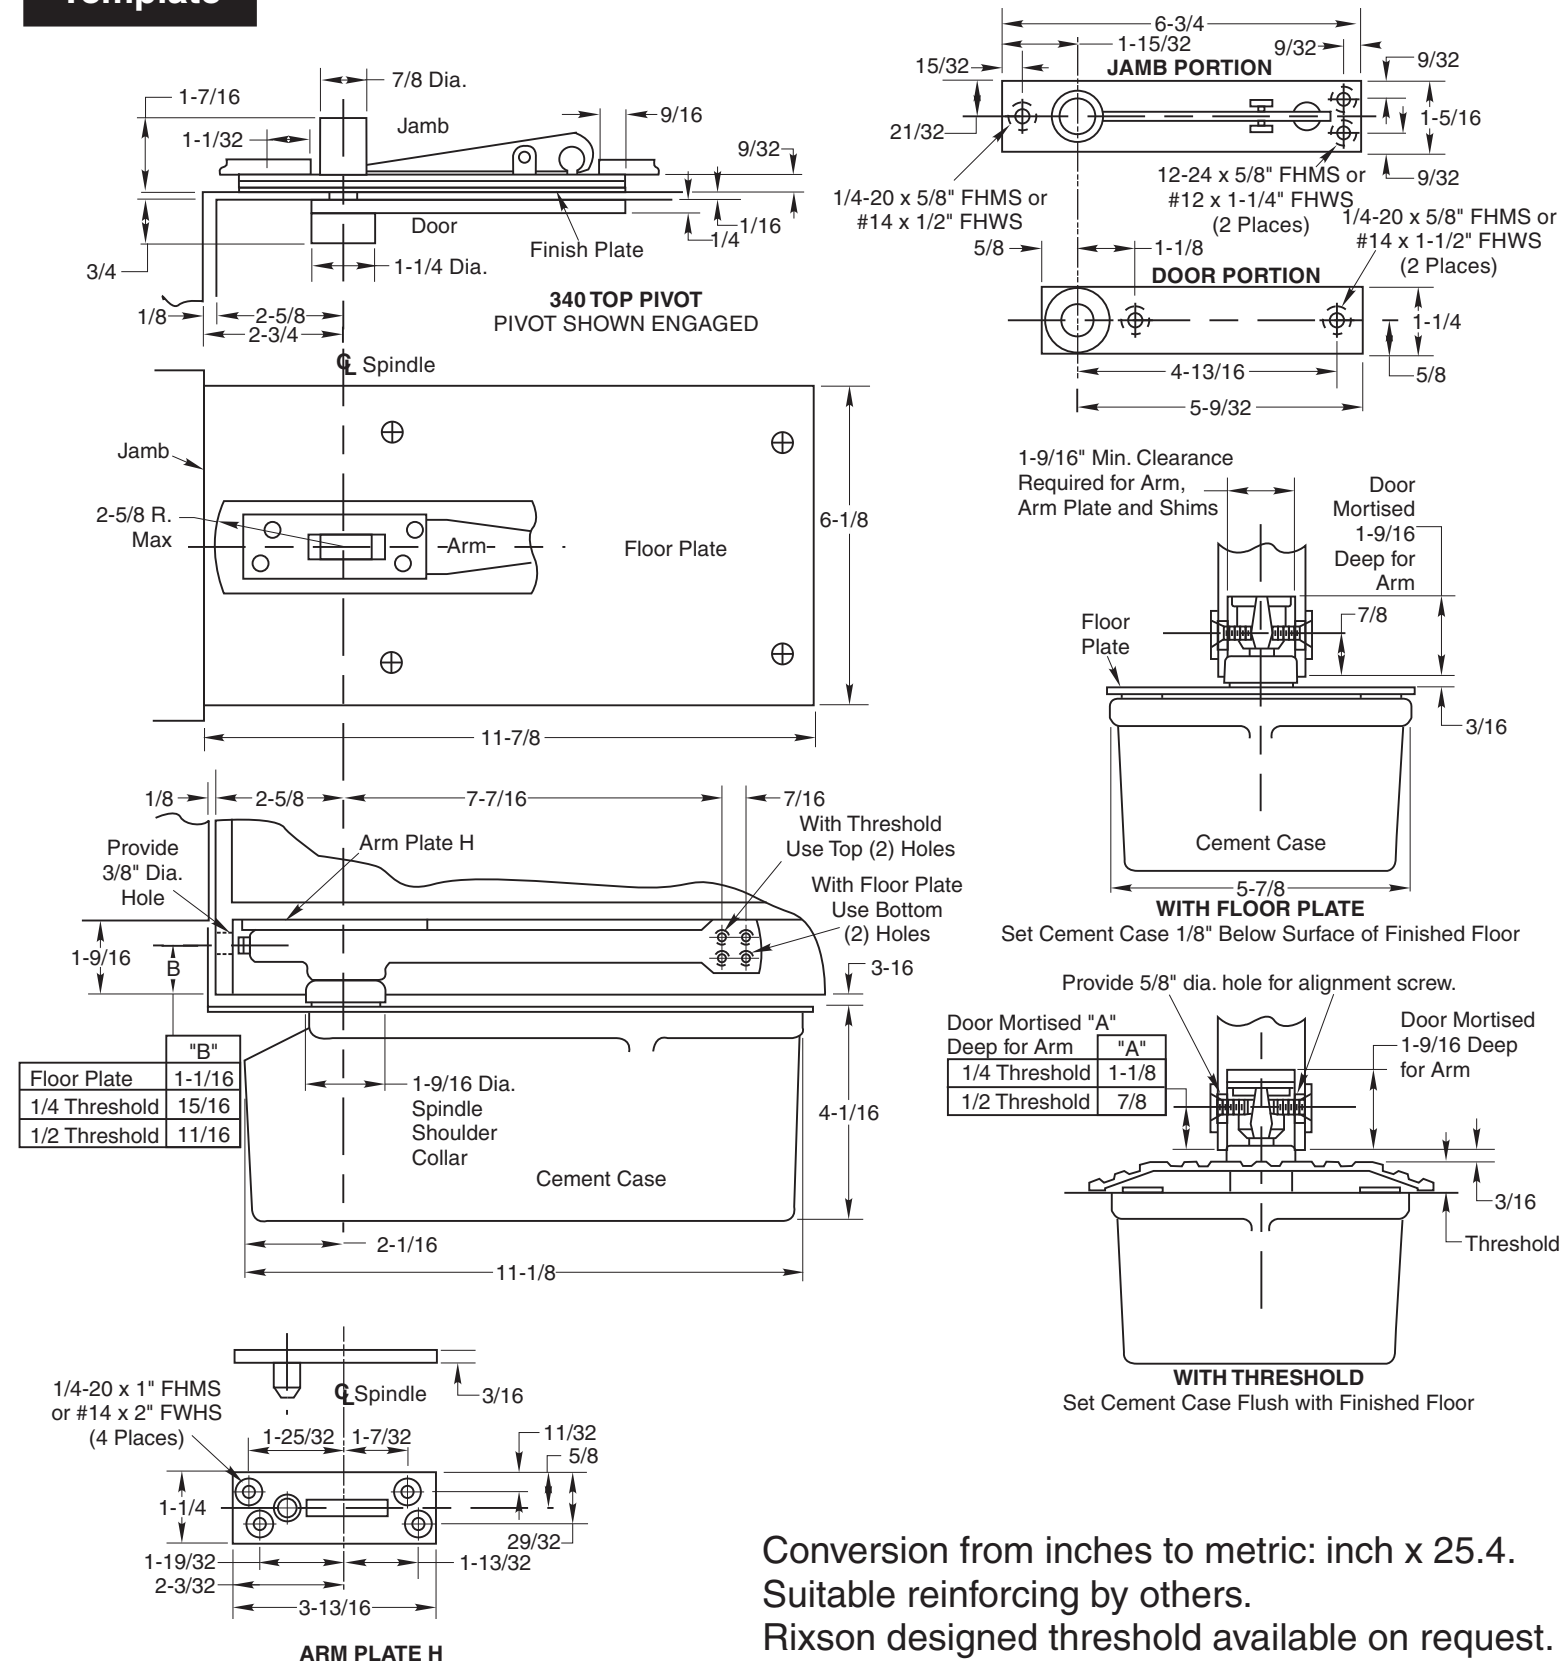 Template
7/8 Dia.
1-7/16
1-1/32
Jamb
9/16
9/32
1/16
1/4
Door
Finish Plate
3/4
1-1/4 Dia.
340 TOP PIVOT
PIVOT SHOWN ENGAGED
1/8
2-5/8
2-3/4
℄ Spindle
6-3/4
1-15/32
9/32
15/32
JAMB PORTION
9/32
1-5/16
21/32
9/32
1/4-20 x 5/8" FHMS or
#14 x 1/2" FHWS
12-24 x 5/8" FHMS or
#12 x 1-1/4" FHWS
(2 Places)
1/4-20 x 5/8" FHMS or
#14 x 1-1/2" FHWS
(2 Places)
5/8
1-1/8
DOOR PORTION
1-1/4
4-13/16
5/8
5-9/32
Jamb
2-5/8 R.
Max
Arm
Floor Plate
6-1/8
11-7/8
1-9/16" Min. Clearance
Required for Arm,
Arm Plate and Shims
Door
Mortised
1-9/16
Deep for
Arm
7/8
Floor
Plate
3/16
Cement Case
5-7/8
WITH FLOOR PLATE
Set Cement Case 1/8" Below Surface of Finished Floor
1/8
2-5/8
7-7/16
7/16
With Threshold
Use Top (2) Holes
Provide
3/8" Dia.
Hole
Arm Plate H
With Floor Plate
Use Bottom
(2) Holes
1-9/16
B
3-16
"B"
Floor Plate 1-1/16
1/4 Threshold 15/16
1/2 Threshold 11/16
1-9/16 Dia.
Spindle
Shoulder
Collar
4-1/16
Cement Case
2-1/16
11-1/8
Provide 5/8" dia. hole for alignment screw.
Door Mortised "A"
Deep for Arm "A"
1/4 Threshold 1-1/8
1/2 Threshold 7/8
Door Mortised
1-9/16 Deep
for Arm
3/16
Threshold
WITH THRESHOLD
Set Cement Case Flush with Finished Floor
1/4-20 x 1" FHMS
or #14 x 2" FWHS
(4 Places)
℄ Spindle
3/16
1-25/32
1-7/32
11/32
5/8
1-1/4
29/32
1-19/32
1-13/32
2-3/32
3-13/16
ARM PLATE H
Conversion from inches to metric: inch x 25.4.
Suitable reinforcing by others.
Rixson designed threshold available on request.